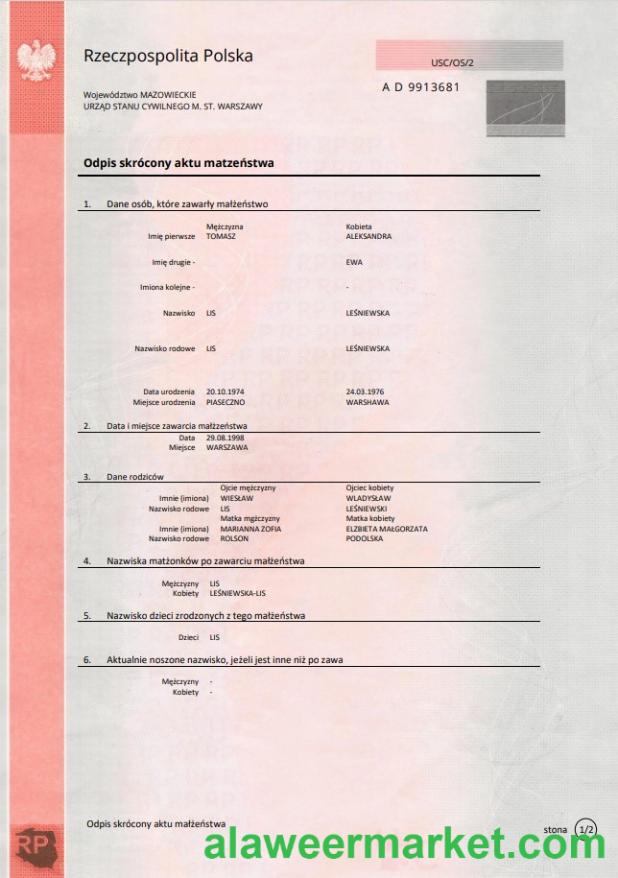 Rzeczpospolita Polska
USC/OS/2
A D 9913681
Województwo MAZOWIECKIE
URZĄD STANU CYWILNEGO M. ST. WARSZAWY
Odpis skrócony aktu matzeństwa
1. Dane osób, które zawarły małżeństwo
Mężczyzna Kobieta
Imię pierwsze TOMASZ ALEKSANDRA
Imię drugie - EWA
Imiona kolejne - -
Nazwisko LIS LEŚNIEWSKA
Nazwisko rodowe LIS LEŚNIEWSKA
Data urodzenia 20.10.1974 24.03.1976
Miejsce urodzenia PIASECZNO WARSHAWA
2. Data i miejsce zawarcia małżzeństwa
Data 29.08.1998
Miejsce WARSZAWA
3. Dane rodziców
Ojcie mężczyzny Ojciec kobiety
Imnie (imiona) WIESŁAW WLADYSŁAW
Nazwisko rodowe LIS LEŚNIEWSKI
Matka mgżczyzny Matka kobiety
Imnie (imiona) MARIANNA ZOFIA ELZBIETA MAŁGORZATA
Nazwisko rodowe ROLSON PODOLSKA
4. Nazwiska matżonków po zawarciu małżeństwa
Mężczyzny LIS
Kobiety LEŚNIEWSKA-LIS
5. Nazwisko dzieci zrodzonych z tego małżeństwa
Dzieci LIS
6. Aktualnie noszone nazwisko, jeżeli jest inne niż po zawa
Mężczyzny -
Kobiety -
Odpis skrócony aktu małżeństwa
stona 1/2
RP
alaweermarket.com